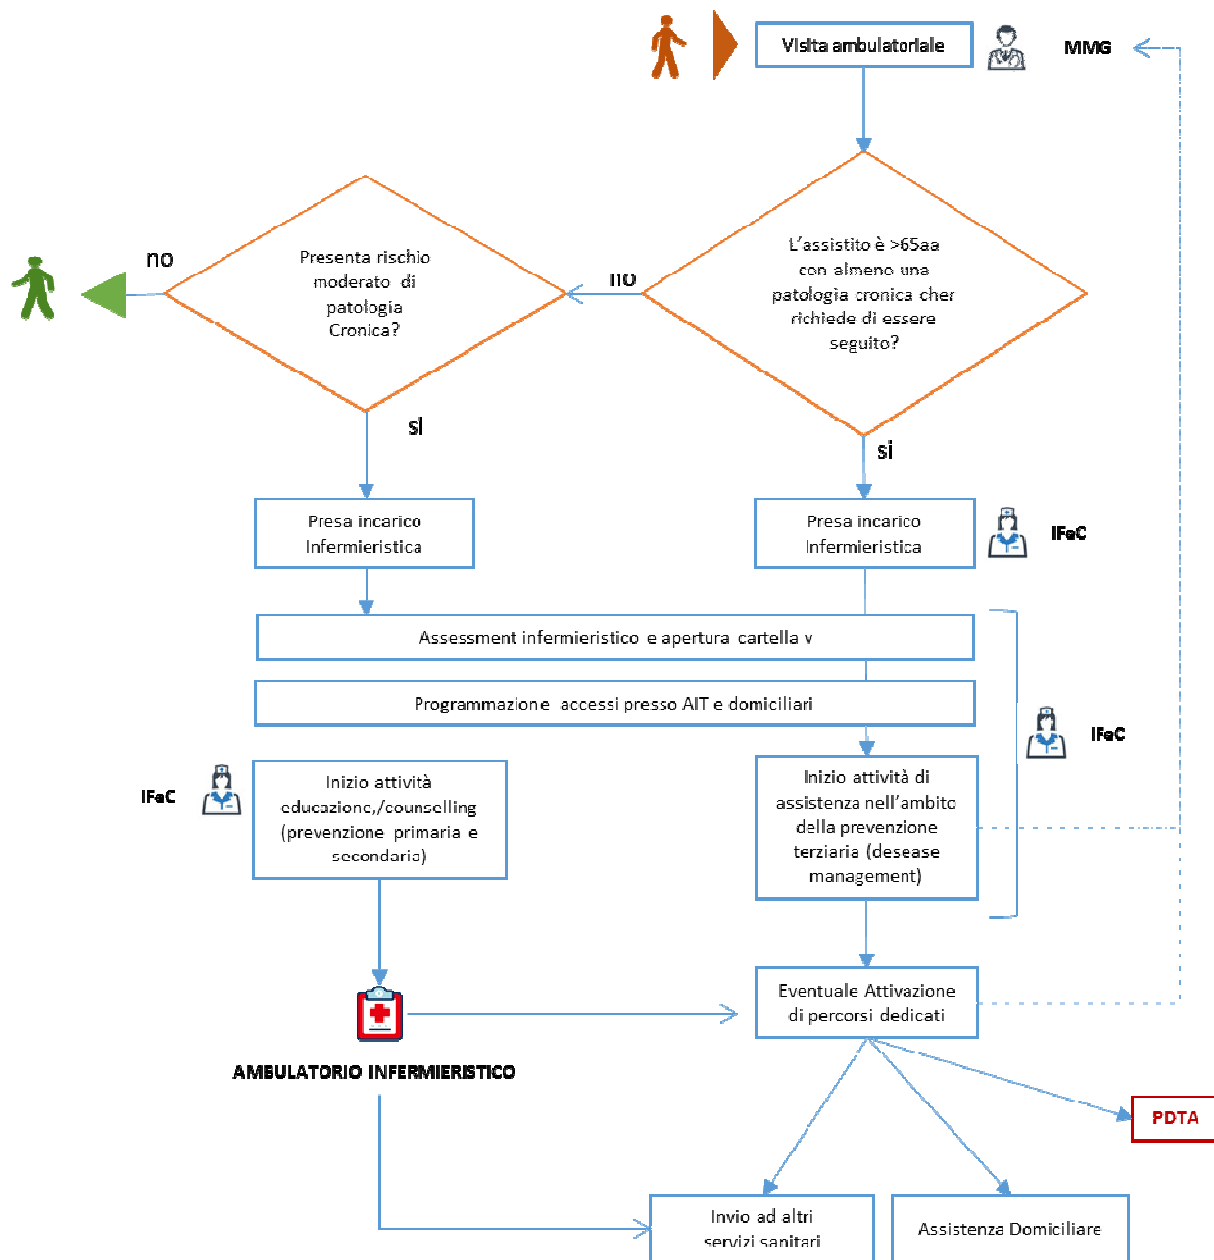 Visita ambulatoriale
MMG
L'assistito è >65aa
con almeno una
patologia cronica cher
richiede di essere
seguito?
no
Presenta rischio
moderato di
patologia
Cronica?
no
si
si
Presa incarico
Infermieristica
Presa incarico
Infermieristica
IFeC
Assessment infermieristico e apertura cartella v
Programmazione accessi presso AIT e domiciliari
IFeC
IFeC
Inizio attività
educazione,/counselling
(prevenzione primaria e
secondaria)
Inizio attività di
assistenza nell'ambito
della prevenzione
terziaria (desease
management)
Eventuale Attivazione
di percorsi dedicati
AMBULATORIO INFERMIERISTICO
PDTA
Invio ad altri
servizi sanitari
Assistenza Domiciliare